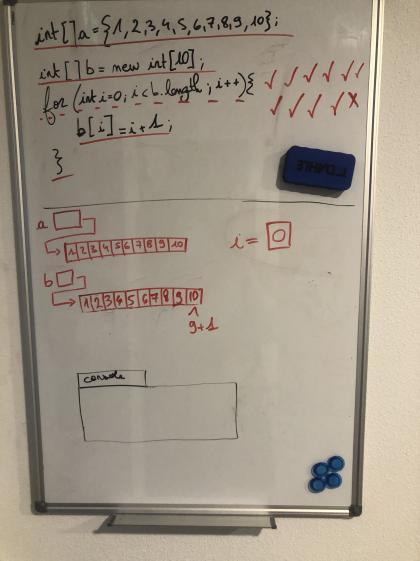 int[] a = {1, 2, 3, 4, 5, 6, 7, 8, 9, 10};
int[] b = new int[10];
for (int i=0; i < b.length; i++){ ✓ ✓ ✓ ✓ ✓ ✓
✓ ✓ ✓ ✓ x
b[i] = i + 1;
}
DAHLE
a
1 2 3 4 5 6 7 8 9 10
i = 0
b
1 2 3 4 5 6 7 8 9 10
9+1
console